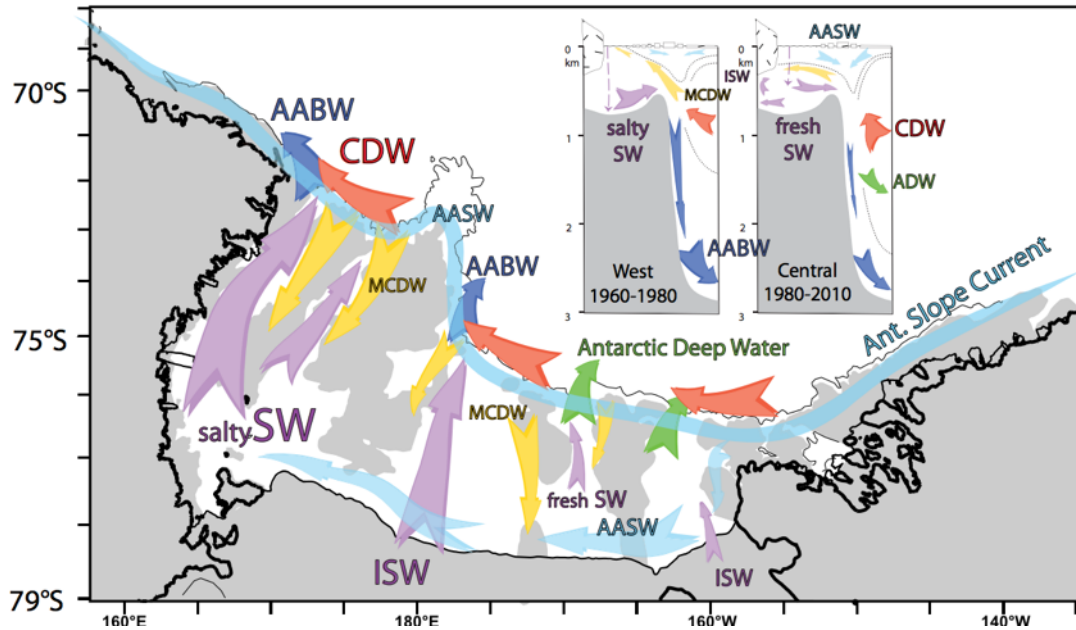 70°S
75°S
79°S
160°E
180°E
160°W
140°W
AABW
CDW
AASW
AABW
MCDW
Ant. Slope Current
Antarctic Deep Water
MCDW
salty SW
fresh SW
AASW
ISW
ISW
0
km
1
2
3
MCDW
salty
SW
AABW
West
1960-1980
AASW
0
km
1
2
3
ISW
fresh
SW
CDW
ADW
Central
1980-2010